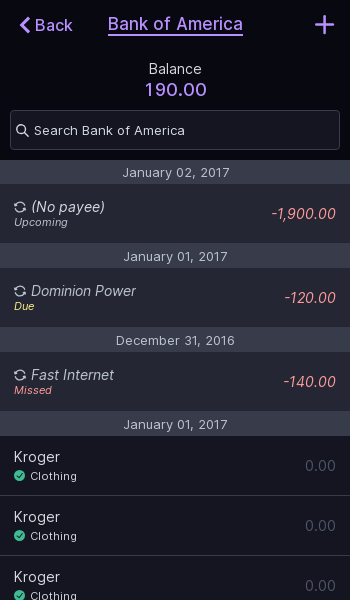 Back
Bank of America
Balance
190.00
Search Bank of America
January 02, 2017
(No payee)
Upcoming
-1,900.00
January 01, 2017
Dominion Power
Due
-120.00
December 31, 2016
Fast Internet
Missed
-140.00
January 01, 2017
Kroger
Clothing
0.00
Kroger
Clothing
0.00
Kroger
Clothing
0.00